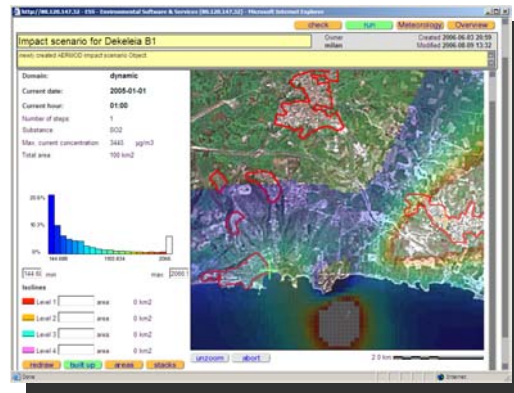 http://80.120.147.32 - ESS - Environmental Software & Services (80.120.147.32) - Microsoft Internet Explorer
check run Meteorology Overview
Impact scenario for Dekeleia B1
Owner
milian
Created 2006-06-03 20:59
Modified 2006-08-09 13:32
newly created AERMOD impact scenario Object
Domain: dynamic
Current date: 2005-01-01
Current hour: 01:00
Number of steps 1
Substance SO2
Max. current concentration 3443 µg/m3
Total area 100 km2
0%
min max
Isolines
Level 1 area 0 km2
Level 2 area 0 km2
Level 3 area 0 km2
Level 4 area 0 km2
redraw built up areas stacks
unzoom abort
2.0 km
Done
Internet